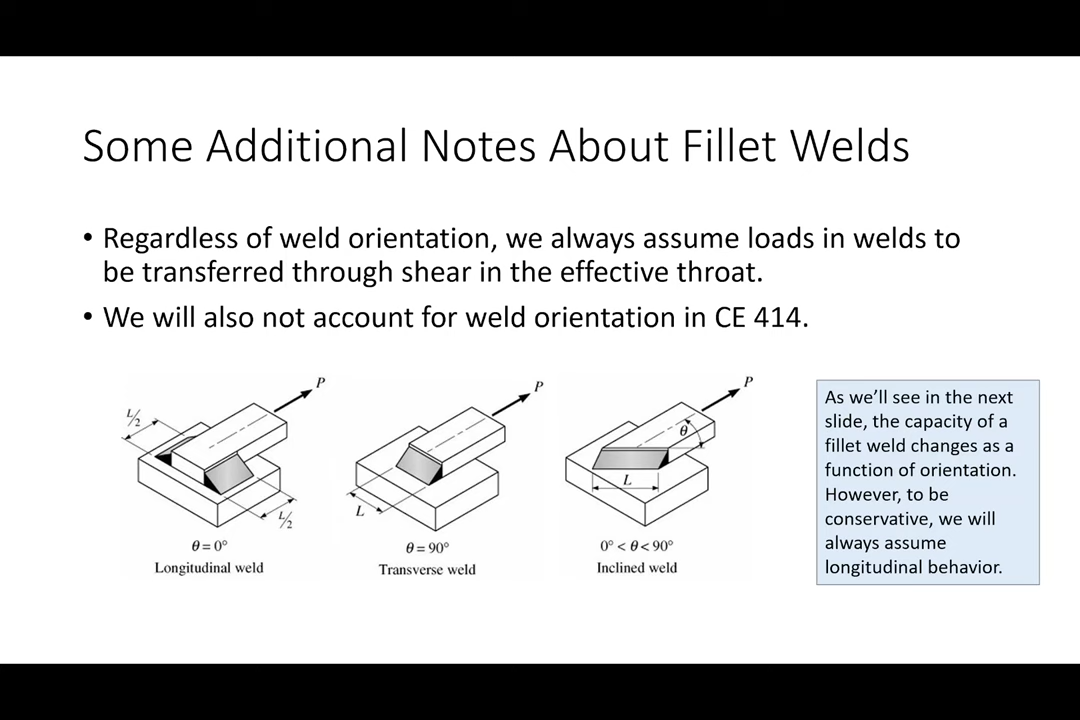 Some Additional Notes About Fillet Welds
• Regardless of weld orientation, we always assume loads in welds to
be transferred through shear in the effective throat.
• We will also not account for weld orientation in CE 414.
P
L/2
L/2
θ = 0°
Longitudinal weld
P
L
θ = 90°
Transverse weld
P
θ
L
0° < θ < 90°
Inclined weld
As we’ll see in the next
slide, the capacity of a
fillet weld changes as a
function of orientation.
However, to be
conservative, we will
always assume
longitudinal behavior.